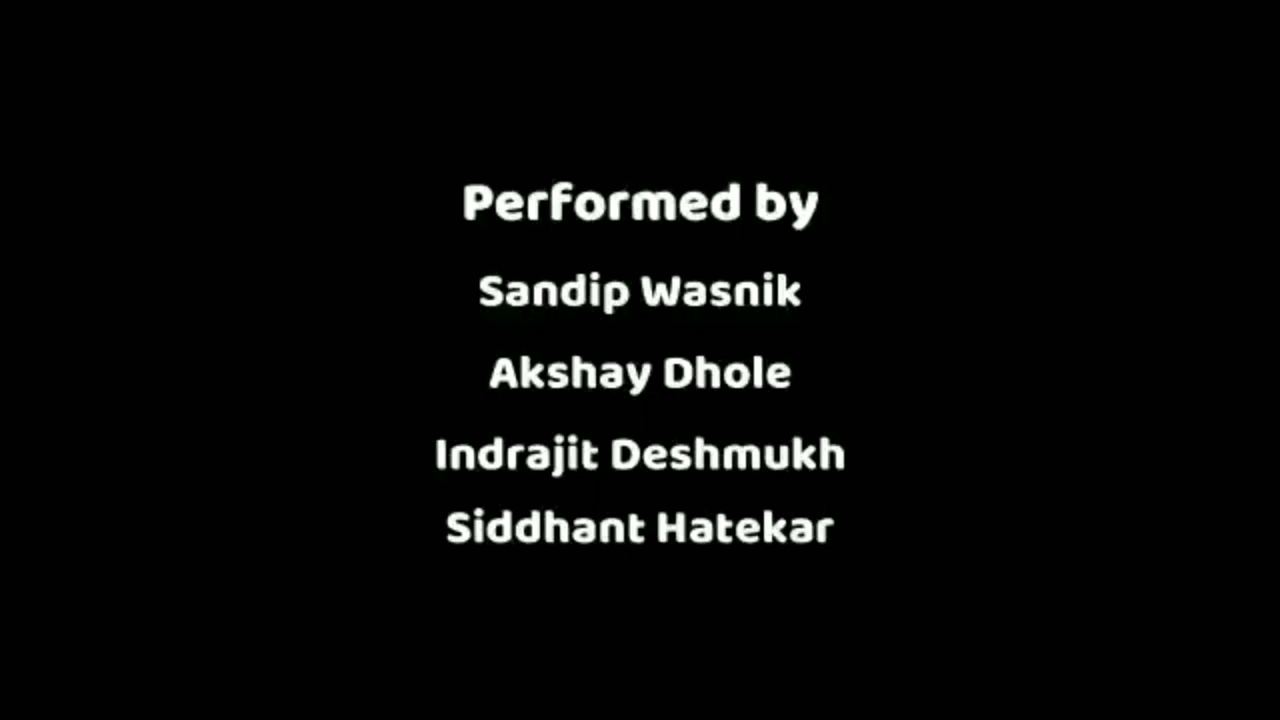 Performed by
Sandip Wasnik
Akshay Dhole
Indrajit Deshmukh
Siddhant Hatekar